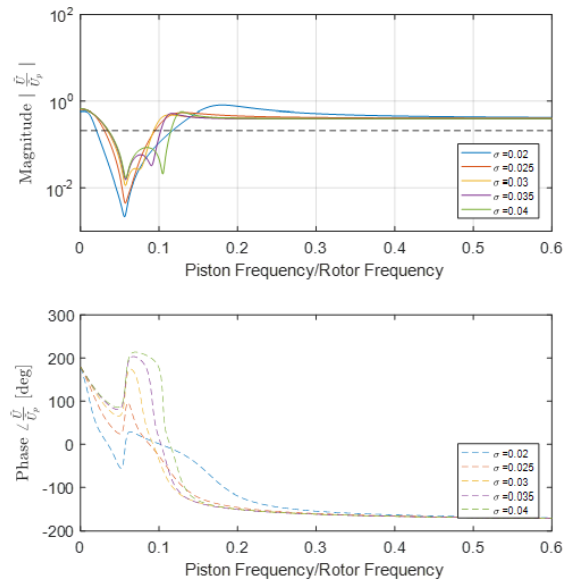 10^2
10^0
10^-2
Magnitude | Û/Û_p |
σ =0.02
σ =0.025
σ =0.03
σ =0.035
σ =0.04
0 0.1 0.2 0.3 0.4 0.5 0.6
Piston Frequency/Rotor Frequency
300
200
100
0
-100
-200
Phase ∠ Û/Û_p [deg]
σ =0.02
σ =0.025
σ =0.03
σ =0.035
σ =0.04
0 0.1 0.2 0.3 0.4 0.5 0.6
Piston Frequency/Rotor Frequency